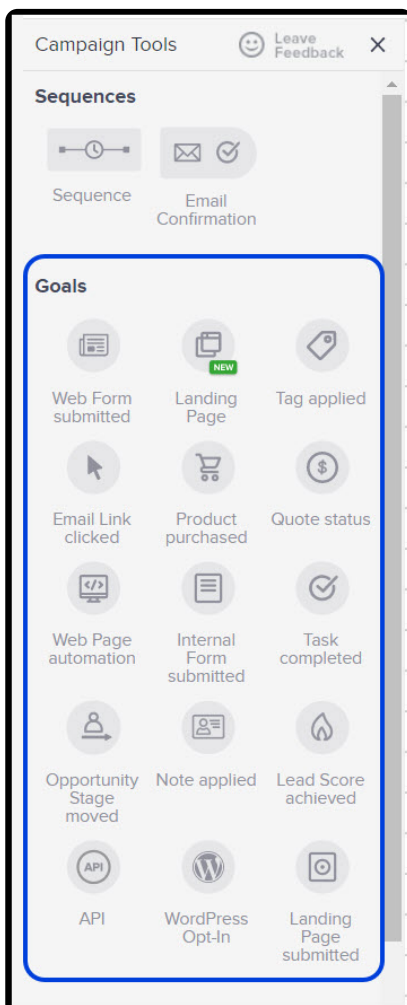 Campaign Tools
Leave
Feedback
Sequences
Sequence
Email
Confirmation
Goals
NEW
Web Form
submitted
Landing
Page
Tag applied
Email Link
clicked
Product
purchased
Quote status
Web Page
automation
Internal
Form
submitted
Task
completed
Opportunity
Stage
moved
Note applied
Lead Score
achieved
API
API
WordPress
Opt-In
Landing
Page
submitted